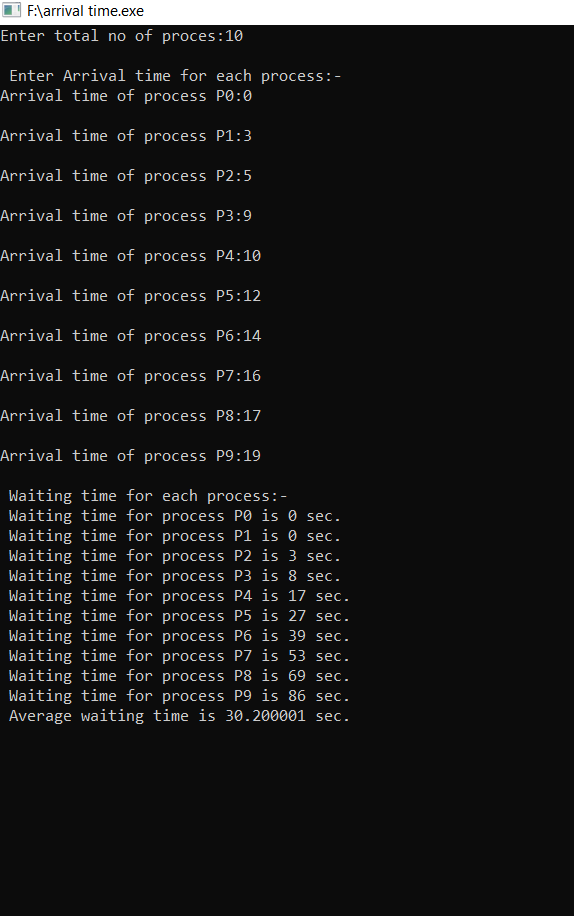 F:\arrival time.exe
Enter total no of proces:10
Enter Arrival time for each process:-
Arrival time of process P0:0
Arrival time of process P1:3
Arrival time of process P2:5
Arrival time of process P3:9
Arrival time of process P4:10
Arrival time of process P5:12
Arrival time of process P6:14
Arrival time of process P7:16
Arrival time of process P8:17
Arrival time of process P9:19
Waiting time for each process:-
Waiting time for process P0 is 0 sec.
Waiting time for process P1 is 0 sec.
Waiting time for process P2 is 3 sec.
Waiting time for process P3 is 8 sec.
Waiting time for process P4 is 17 sec.
Waiting time for process P5 is 27 sec.
Waiting time for process P6 is 39 sec.
Waiting time for process P7 is 53 sec.
Waiting time for process P8 is 69 sec.
Waiting time for process P9 is 86 sec.
Average waiting time is 30.200001 sec.